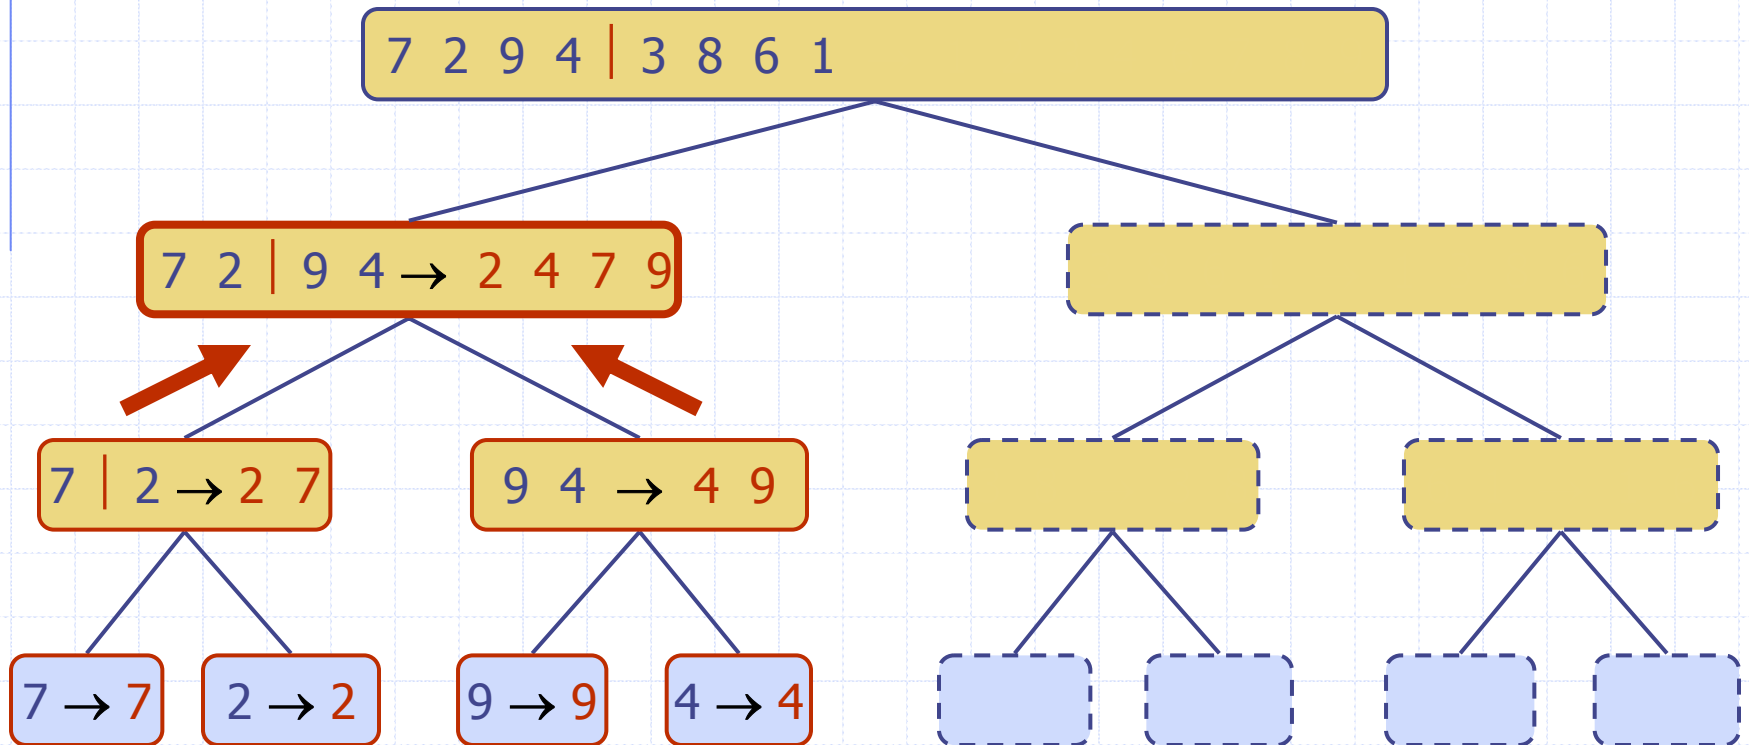 7 2 9 4 | 3 8 6 1
7 2 | 9 4 → 2 4 7 9
7 | 2 → 2 7
9 4 → 4 9
7 → 7
2 → 2
9 → 9
4 → 4